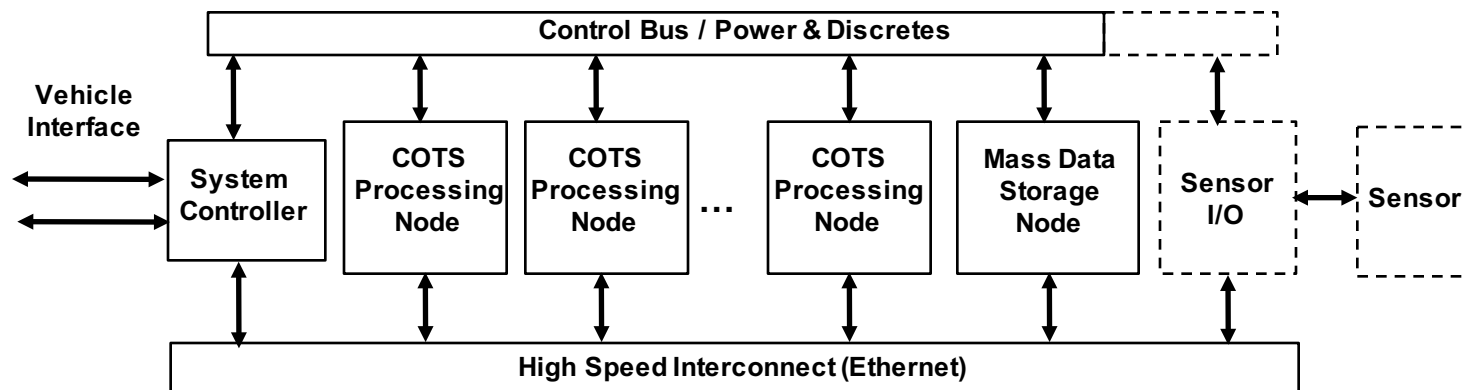 Control Bus / Power & Discretes
Vehicle
Interface
System
Controller
COTS
Processing
Node
COTS
Processing
Node
...
COTS
Processing
Node
Mass Data
Storage
Node
Sensor
I/O
Sensor
High Speed Interconnect (Ethernet)